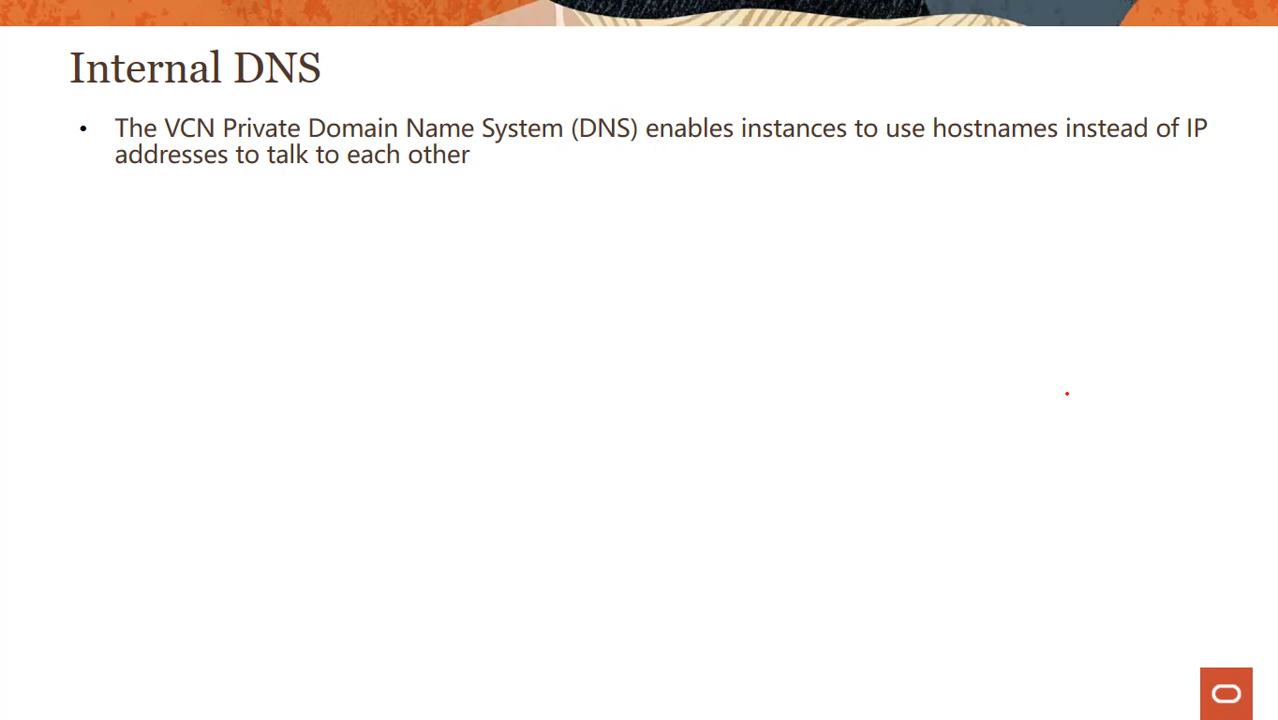 Internal DNS
• The VCN Private Domain Name System (DNS) enables instances to use hostnames instead of IP
addresses to talk to each other